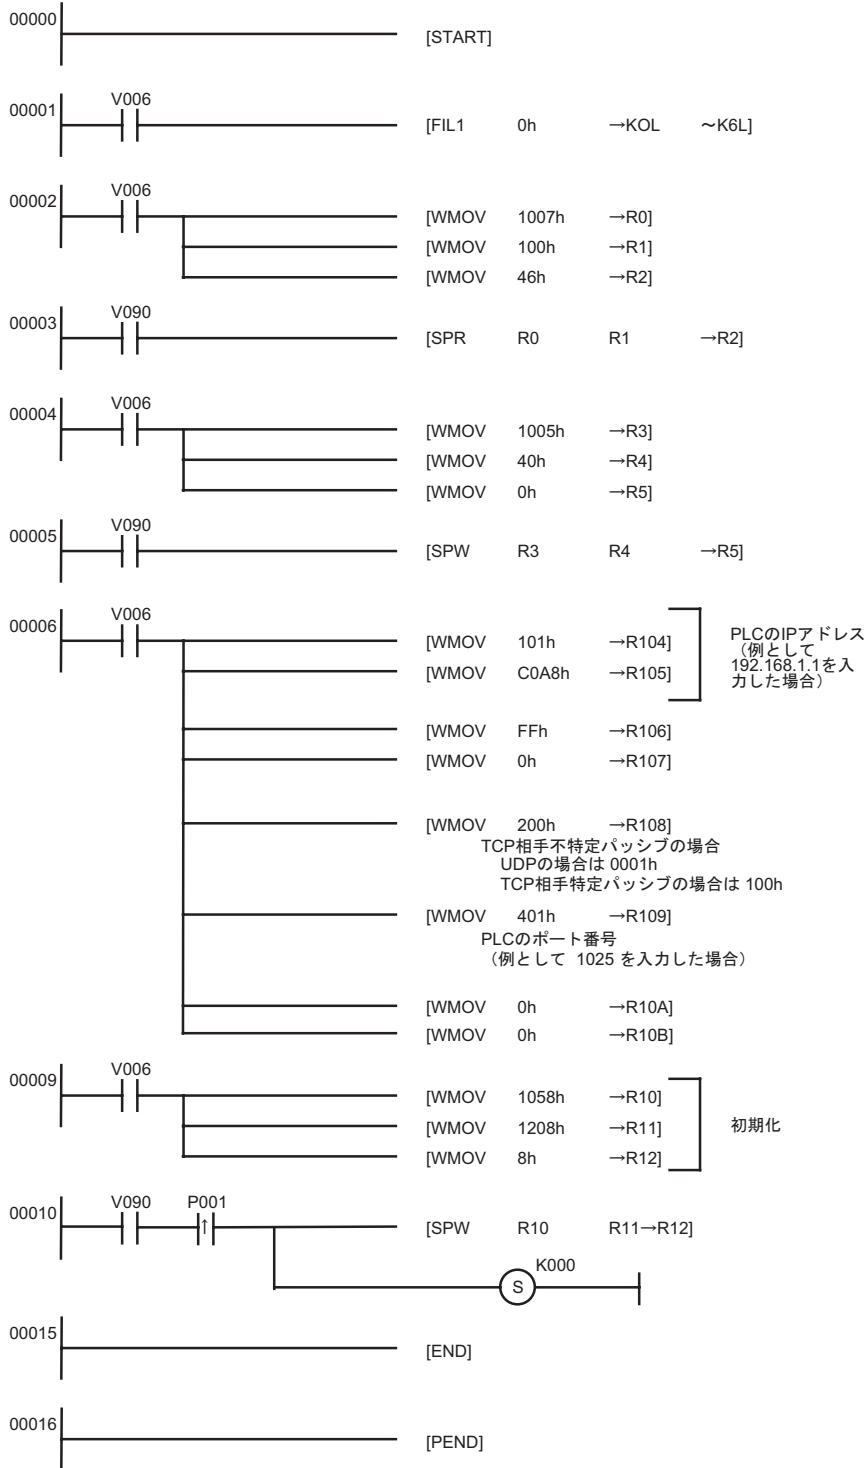 00000
[START]
00001
V006
[FIL1 0h →KOL ～K6L]
00002
V006
[WMOV 1007h →R0]
[WMOV 100h →R1]
[WMOV 46h →R2]
00003
V090
[SPR R0 R1 →R2]
00004
V006
[WMOV 1005h →R3]
[WMOV 40h →R4]
[WMOV 0h →R5]
00005
V090
[SPW R3 R4 →R5]
00006
V006
[WMOV 101h →R104]
[WMOV C0A8h →R105]
PLCのIPアドレス
（例として
192.168.1.1を入
力した場合）
[WMOV FFh →R106]
[WMOV 0h →R107]
[WMOV 200h →R108]
TCP相手不特定パッシブの場合
UDPの場合は 0001h
TCP相手特定パッシブの場合は 100h
[WMOV 401h →R109]
PLCのポート番号
（例として 1025 を入力した場合）
[WMOV 0h →R10A]
[WMOV 0h →R10B]
00009
V006
[WMOV 1058h →R10]
[WMOV 1208h →R11]
[WMOV 8h →R12]
初期化
00010
V090 P001
↑
[SPW R10 R11→R12]
K000
S
00015
[END]
00016
[PEND]